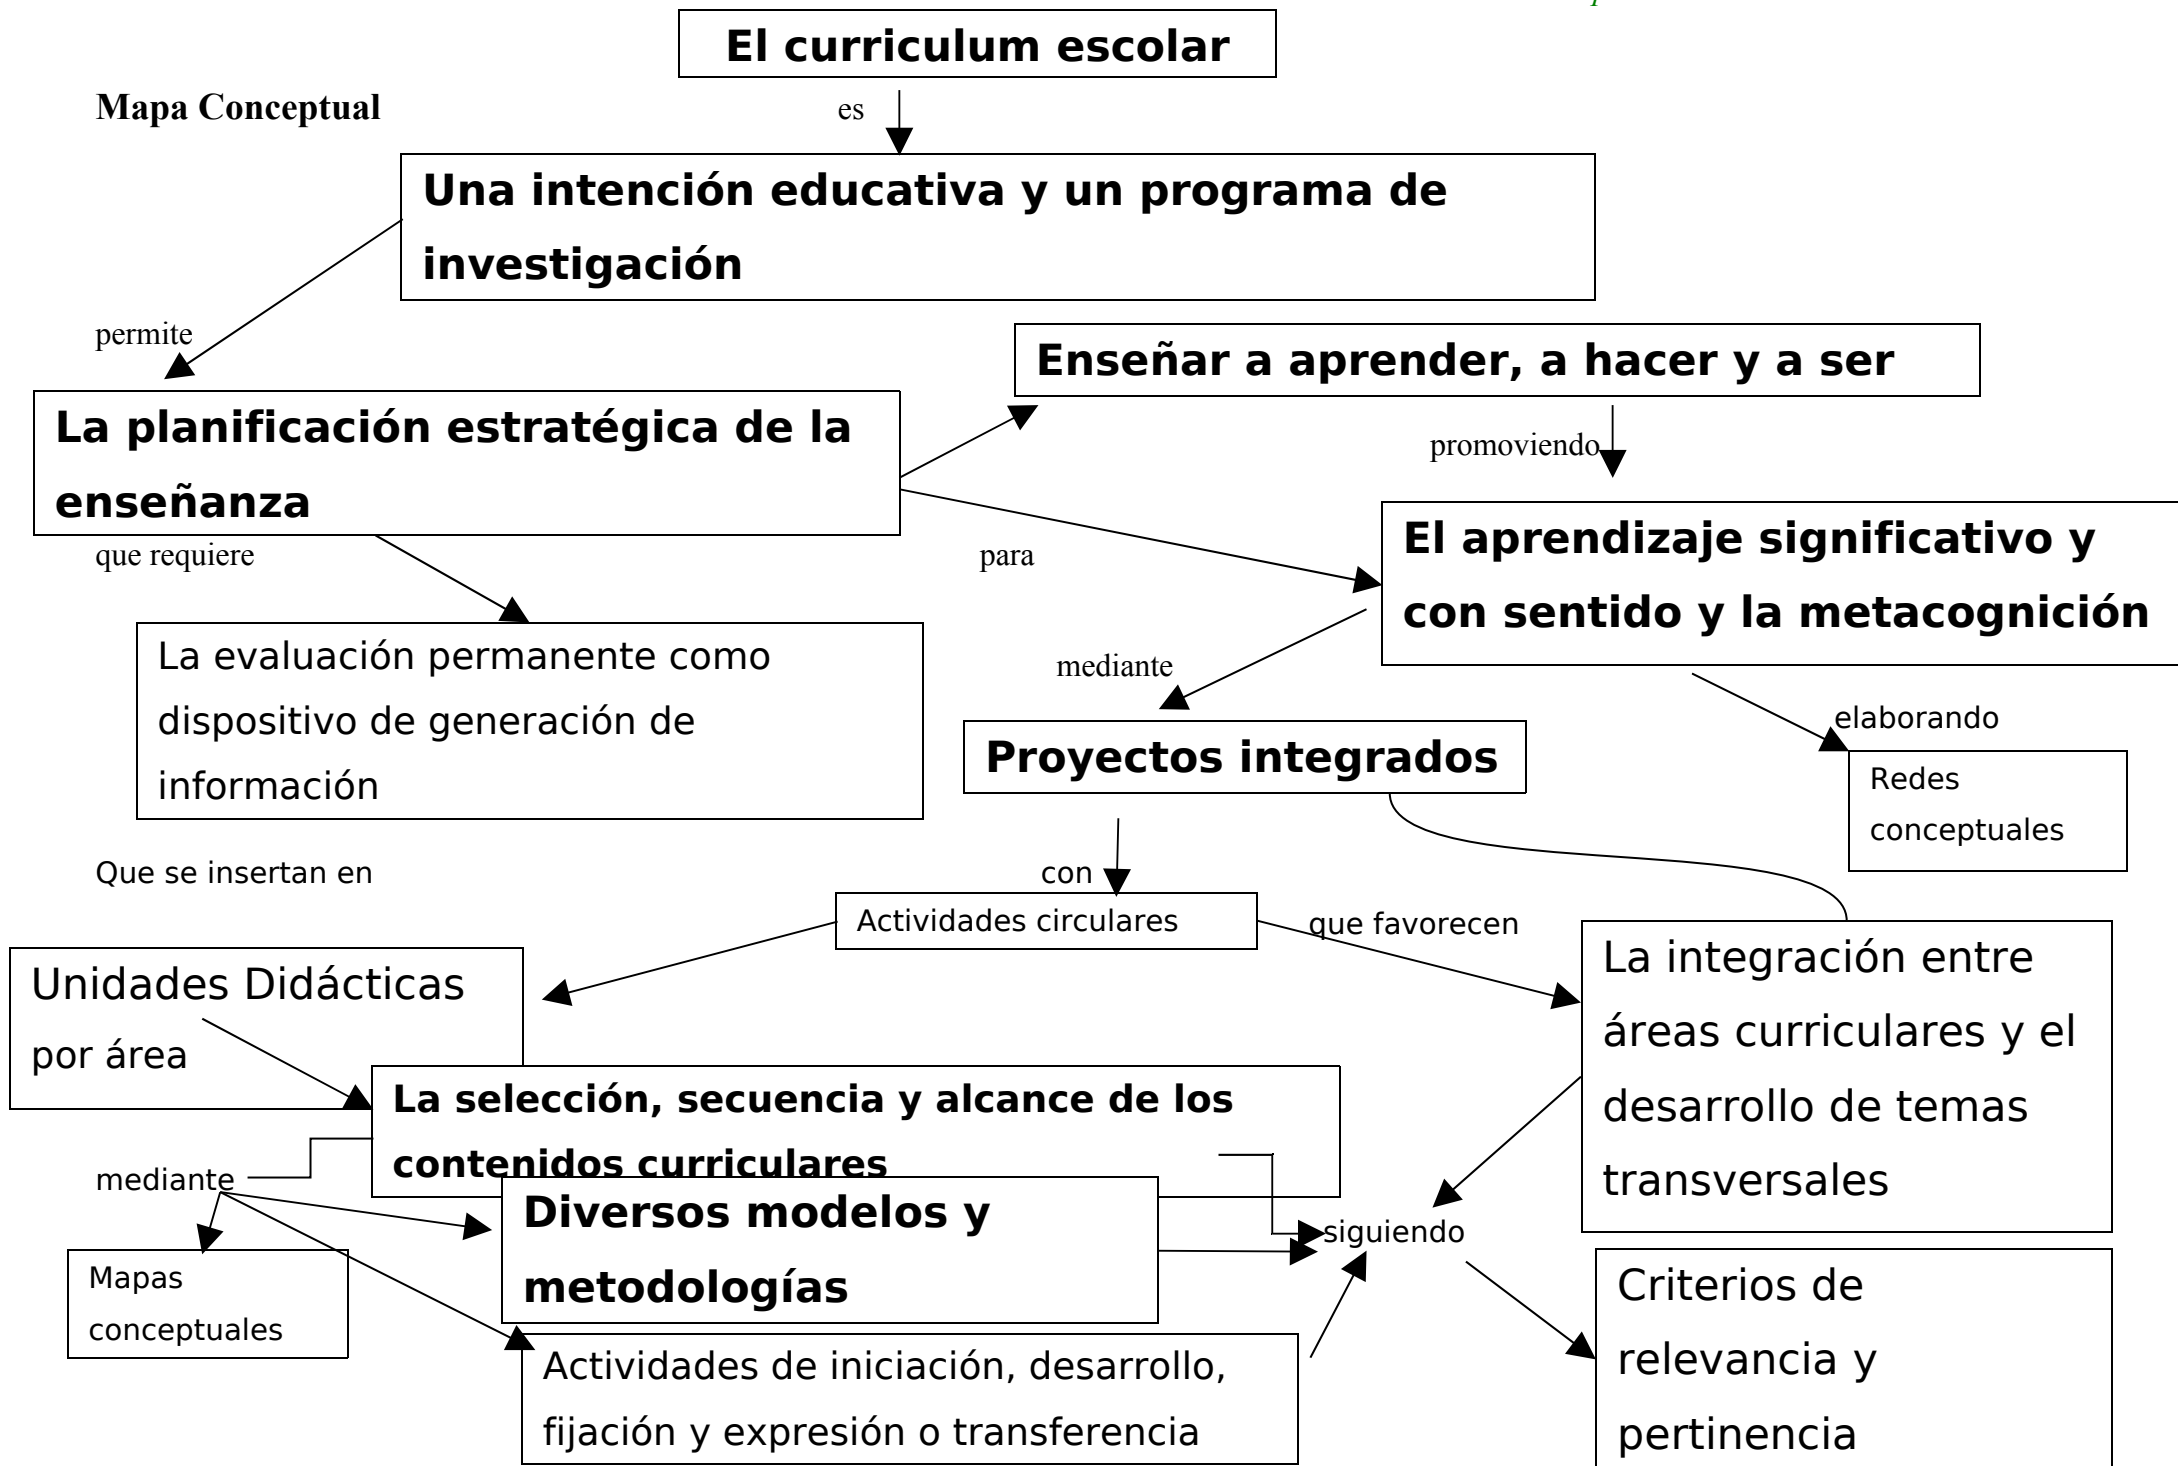 El curriculum escolar
Mapa Conceptual
es
Una intención educativa y un programa de
investigación
permite
Enseñar a aprender, a hacer y a ser
La planificación estratégica de la
enseñanza
promoviendo
El aprendizaje significativo y
con sentido y la metacognición
que requiere
para
La evaluación permanente como
dispositivo de generación de
información
mediante
elaborando
Proyectos integrados
Redes
conceptuales
Que se insertan en
con
Actividades circulares
que favorecen
La integración entre
áreas curriculares y el
desarrollo de temas
transversales
Unidades Didácticas
por área
La selección, secuencia y alcance de los
contenidos curriculares
mediante
Diversos modelos y
metodologías
siguiendo
Mapas
conceptuales
Criterios de
relevancia y
pertinencia
Actividades de iniciación, desarrollo,
fijación y expresión o transferencia